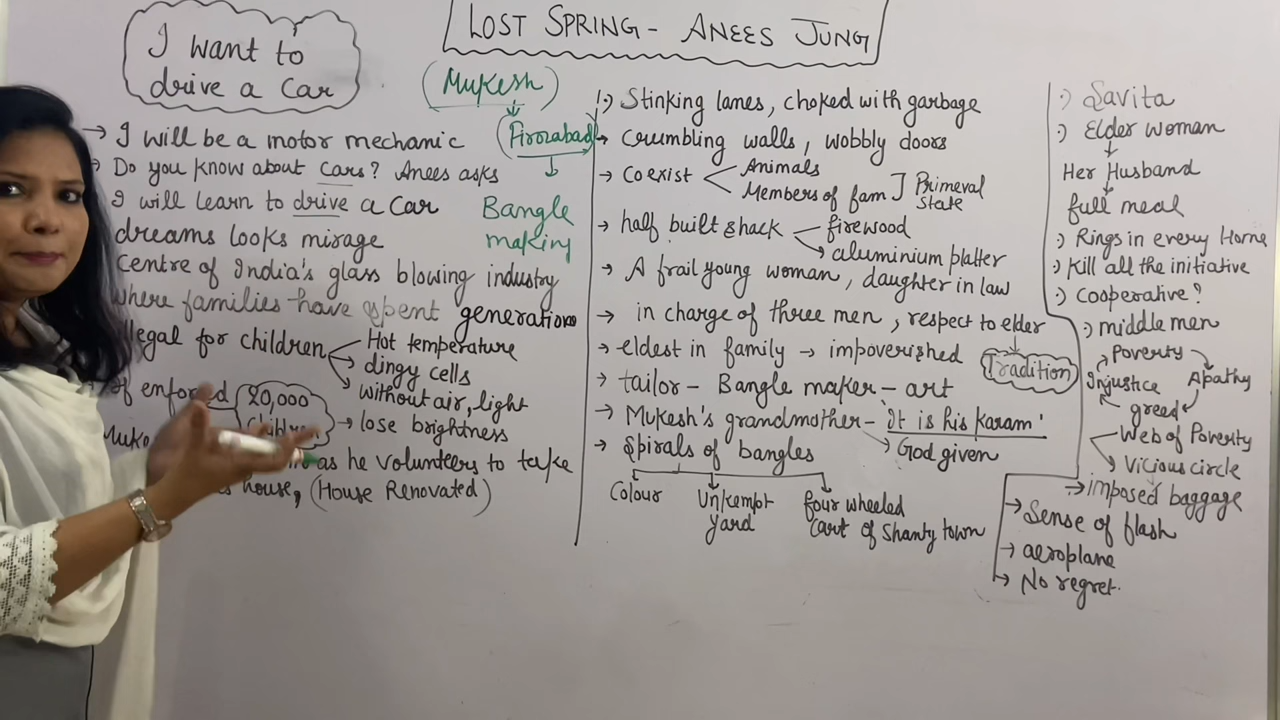 LOST SPRING - ANEES JUNG
I want to
drive a Car
(Mukesh)
Firozabad
Bangle
making
→ I will be a motor mechanic
Do you know about cars? Anees asks
I will learn to drive a Car
dreams looks mirage
centre of India's glass blowing industry
where families have spent generation
illegal for children
Hot temperature
dingy cells
without air, light
If enforced 20,000
Children → lose brightness
as he volunteers to take
house, (House Renovated)
Stinking lanes, choked with garbage
→ crumbling walls, wobbly doors
→ Coexist
Animals
Members of fam ] Primeval
State
→ half built shack
firewood
aluminium platter
→ A frail young woman, daughter in law
→ in charge of three men, respect to elder
→ eldest in family → impoverished
Tradition
→ tailor - Bangle maker - art
→ Mukesh's grandmother - It is his karam'
→ God given
→ Spirals of bangles
Colour
Unkempt
yard
four wheeled
cart of Shanty town
:) Savita
:) Elder woman
Her Husband
full meal
:) Rings in every Home
:) Kill all the initiative
:) Cooperative?
:) middle men
Poverty
Injustice
Apathy
greed
Web of Poverty
Vicious circle
→ imposed baggage
→ Sense of flash
→ aeroplane
→ No regret.